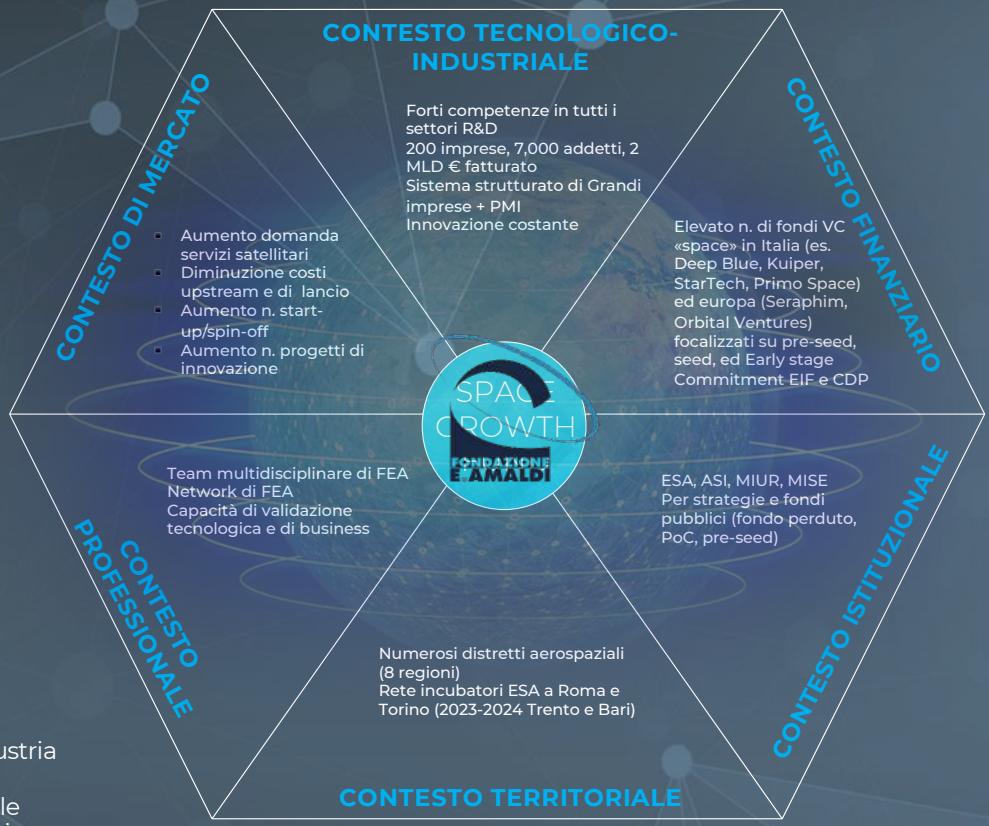 CONTESTO TECNOLOGICO-
INDUSTRIALE
Forti competenze in tutti i
settori R&D
200 imprese, 7,000 addetti, 2
MLD € fatturato
Sistema strutturato di Grandi
imprese + PMI
Innovazione costante
CONTESTO DI MERCATO
Aumento domanda
servizi satellitari
Diminuzione costi
upstream e di lancio
Aumento n. start-
up/spin-off
Aumento n. progetti di
innovazione
CONTESTO FINANZIARIO
Elevato n. di fondi VC
«space» in Italia (es.
Deep Blue, Kuiper,
StarTech, Primo Space)
ed europa (Seraphim,
Orbital Ventures)
focalizzati su pre-seed,
seed, ed Early stage
Commitment EIF e CDP
SPACE
GROWTH
FONDAZIONE
E.AMALDI
CONTESTO
PROFESSIONALE
Team multidisciplinare di FEA
Network di FEA
Capacità di validazione
tecnologica e di business
CONTESTO ISTITUZIONALE
ESA, ASI, MIUR, MISE
Per strategie e fondi
pubblici (fondo perduto,
PoC, pre-seed)
Numerosi distretti aerospaziali
(8 regioni)
Rete incubatori ESA a Roma e
Torino (2023-2024 Trento e Bari)
CONTESTO TERRITORIALE